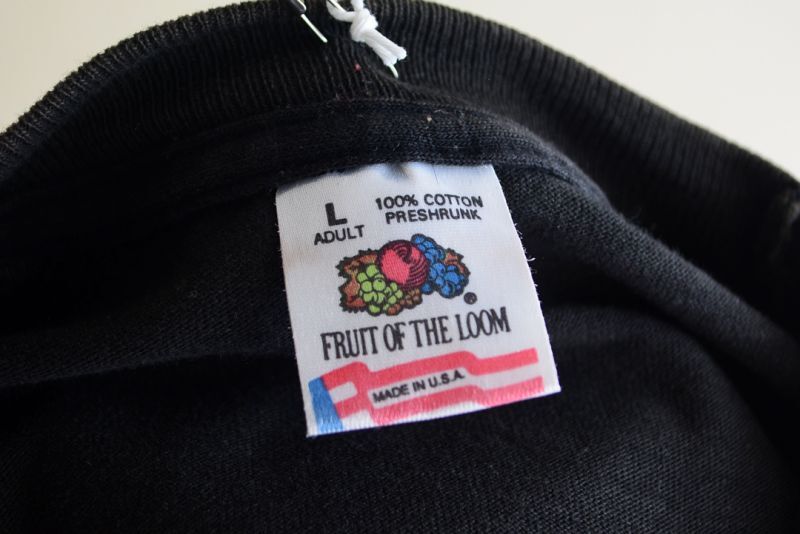 L
ADULT
100% COTTON
PRESHRUNK
®
FRUIT OF THE LOOM
MADE IN U.S.A.